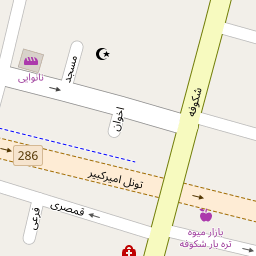 مسجد
نانوایی
اخوان
شکوفه
286
تونل امیرکبیر
قمصری
فرعی
بازار میوه
تره بار.شکوفه